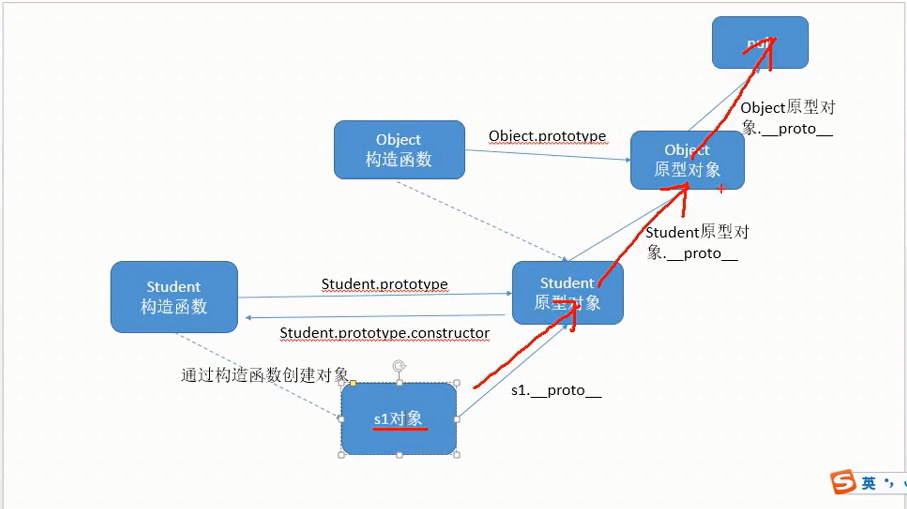 null
Object原型对
象.__proto__
Object
构造函数
Object.prototype
Object
原型对象
Student原型对
象.__proto__
Student
构造函数
Student.prototype
Student
原型对象
Student.prototype.constructor
通过构造函数创建对象
s1.__proto__
s1对象
S 英